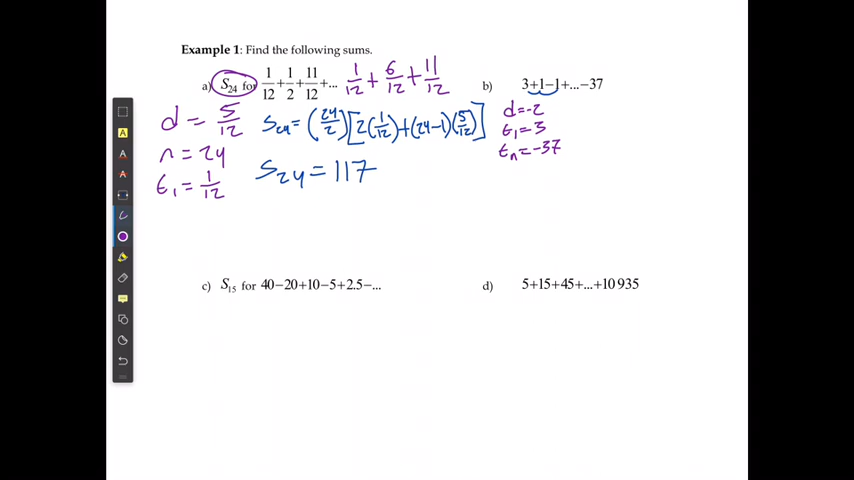 Example 1: Find the following sums.
a) S₂₄ for 1/12 + 1/2 + 11/12 + ... 1/12 + 6/12 + 11/12
d = 5/12
n = 24
t₁ = 1/12
S₂₄ = (24/2)[2(1/12)+(24-1)(5/12)]
S₂₄ = 117
b) 3+1−1+...−37
d=-2
t₁=3
tₙ=-37
c) S₁₅ for 40−20+10−5+2.5−...
d) 5+15+45+...+10 935
A
A
A